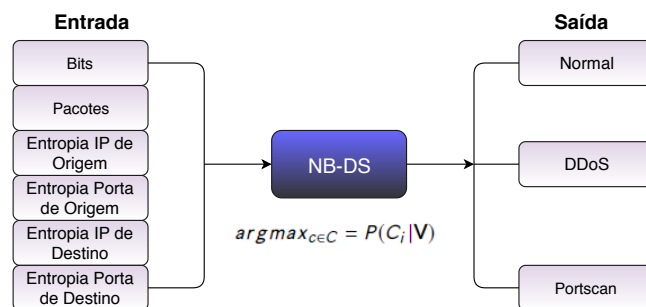 Entrada
Bits
Pacotes
Entropia IP de
Origem
Entropia Porta
de Origem
Entropia IP de
Destino
Entropia Porta
de Destino
NB-DS
argmax_{c∈C} = P(C_i|V)
Saída
Normal
DDoS
Portscan